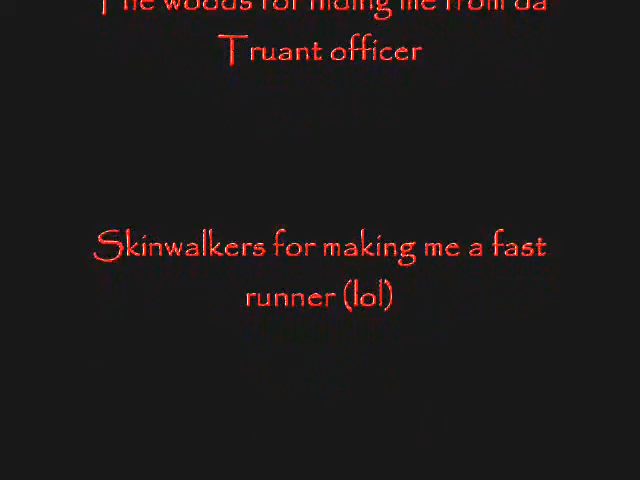 The woods for hiding me from da
Truant officer
Skinwalkers for making me a fast
runner (lol)